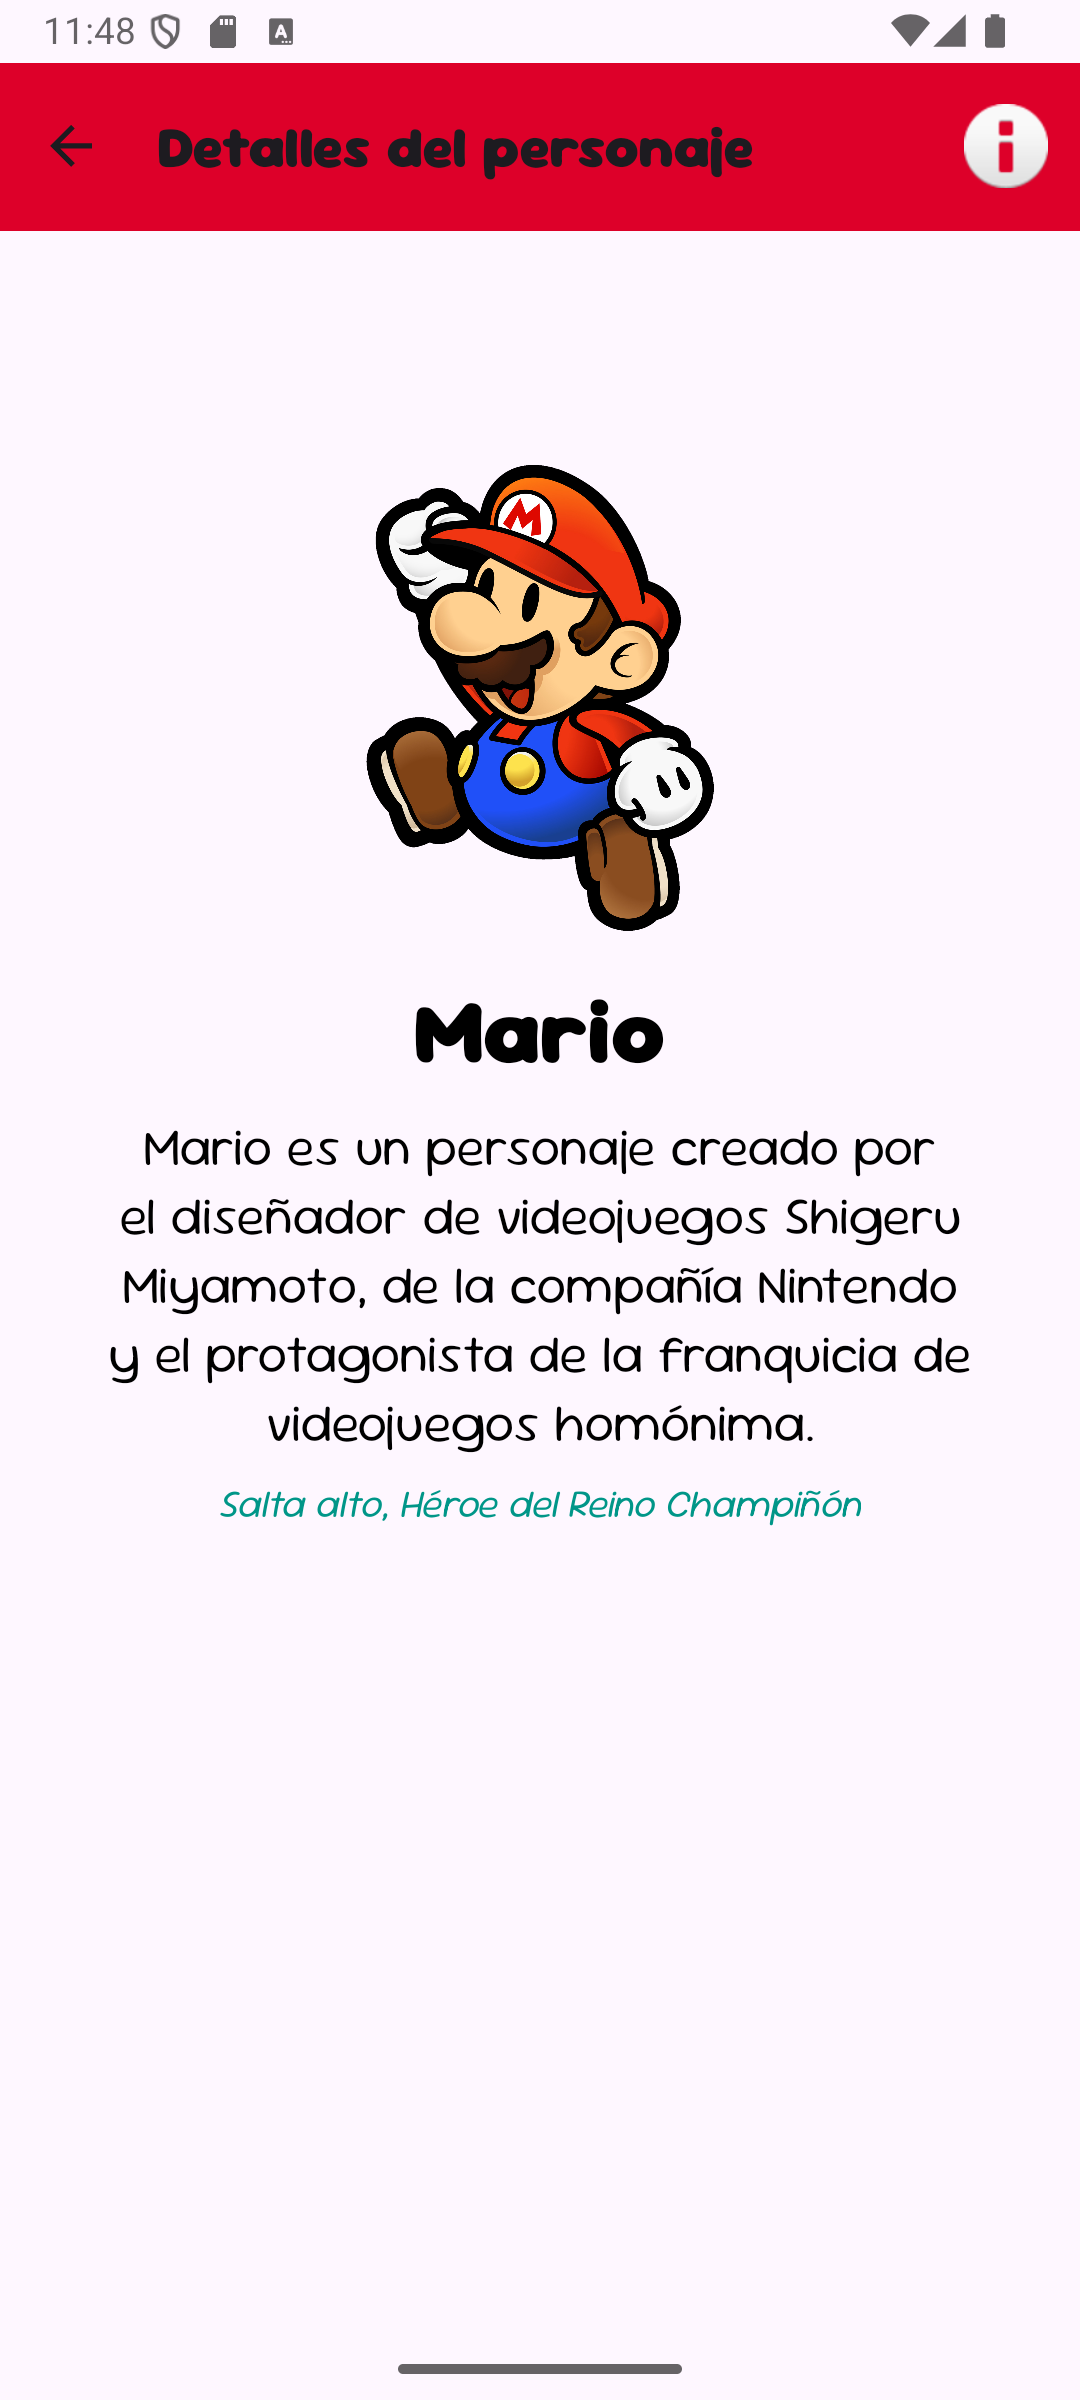 11:48
Detalles del personaje
M
Mario
Mario es un personaje creado por
el diseñador de videojuegos Shigeru
Miyamoto, de la compañía Nintendo
y el protagonista de la franquicia de
videojuegos homónima.
Salta alto, Héroe del Reino Champiñón